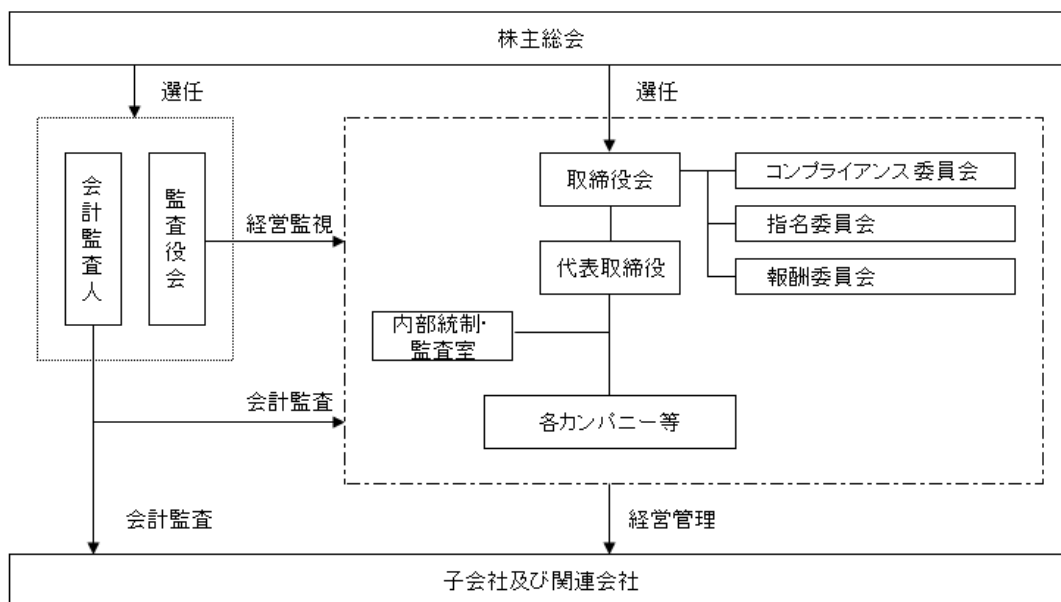 株主総会
選任
選任
会計監査人
監査役会
経営監視
取締役会
コンプライアンス委員会
指名委員会
報酬委員会
代表取締役
内部統制・
監査室
会計監査
各カンパニー等
会計監査
経営管理
子会社及び関連会社